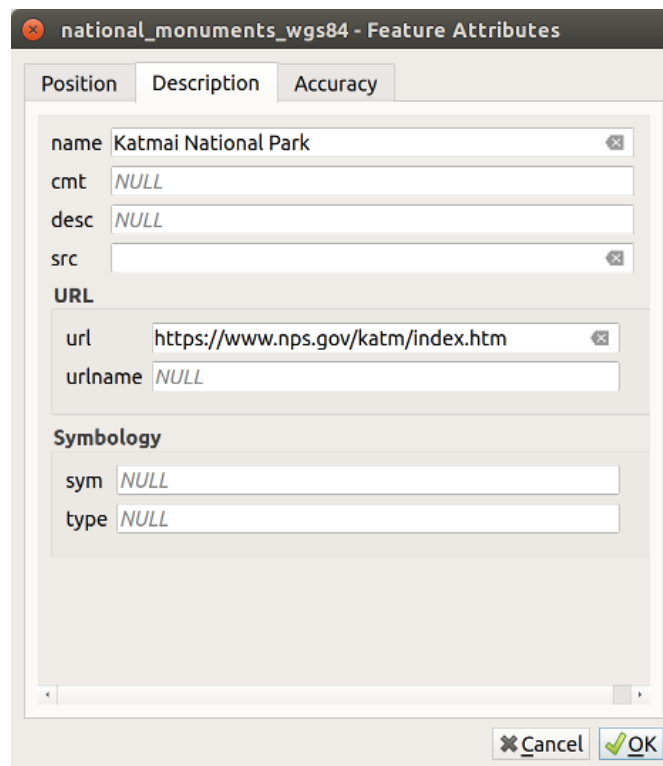 national_monuments_wgs84 - Feature Attributes
Position Description Accuracy
name Katmai National Park
cmt NULL
desc NULL
src
URL
url https://www.nps.gov/katm/index.htm
urlname NULL
Symbology
sym NULL
type NULL
Cancel OK